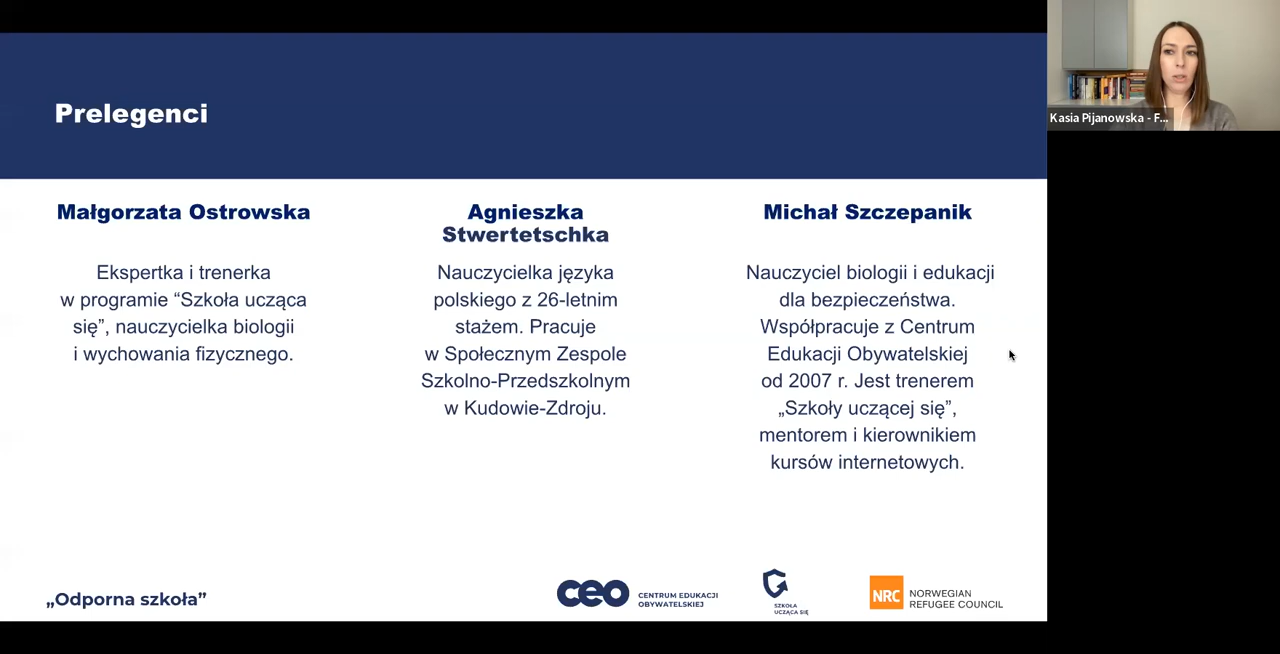 Prelegenci
Kasia Pijanowska - F...
Małgorzata Ostrowska
Ekspertka i trenerka
w programie “Szkoła ucząca
się”, nauczycielka biologii
i wychowania fizycznego.
Agnieszka
Stwertetschka
Nauczycielka języka
polskiego z 26-letnim
stażem. Pracuje
w Społecznym Zespole
Szkolno-Przedszkolnym
w Kudowie-Zdroju.
Michał Szczepanik
Nauczyciel biologii i edukacji
dla bezpieczeństwa.
Współpracuje z Centrum
Edukacji Obywatelskiej
od 2007 r. Jest trenerem
„Szkoły uczącej się”,
mentorem i kierownikiem
kursów internetowych.
„Odporna szkoła”
ceo
CENTRUM EDUKACJI
OBYWATELSKIEJ
SZKOŁA
UCZĄCA SIĘ
NRC
NORWEGIAN
REFUGEE COUNCIL